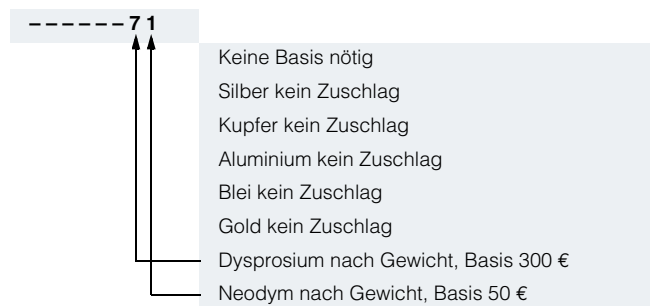 – – – – – – 7 1
Keine Basis nötig
Silber kein Zuschlag
Kupfer kein Zuschlag
Aluminium kein Zuschlag
Blei kein Zuschlag
Gold kein Zuschlag
Dysprosium nach Gewicht, Basis 300 €
Neodym nach Gewicht, Basis 50 €